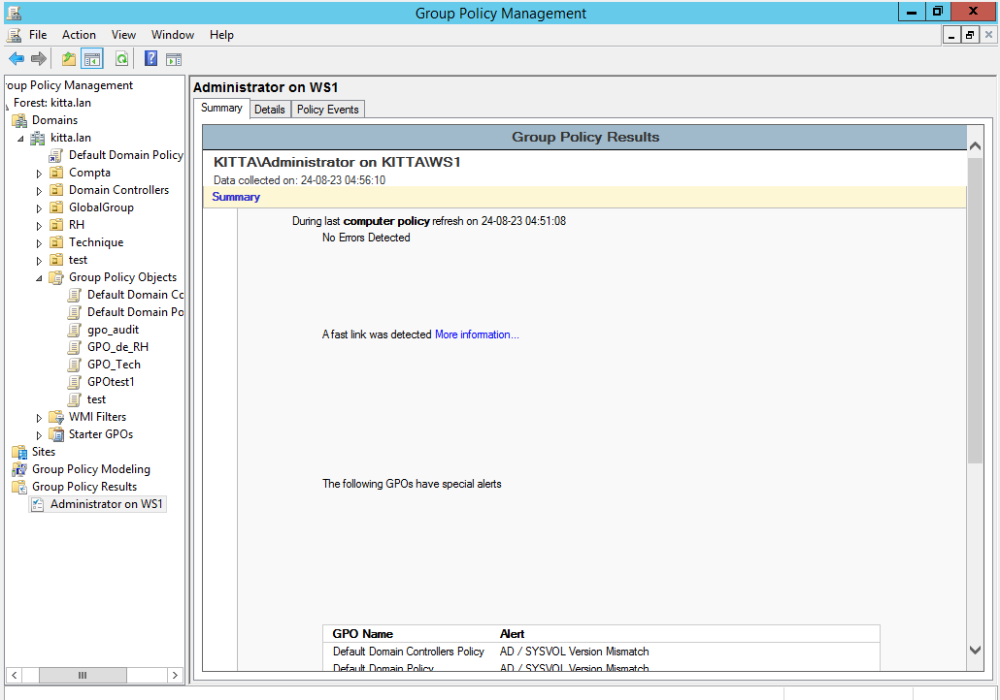 Group Policy Management
File Action View Window Help
oup Policy Management
Forest: kitta.lan
Domains
kitta.lan
Default Domain Policy
Compta
Domain Controllers
GlobalGroup
RH
Technique
test
Group Policy Objects
Default Domain Co
Default Domain Po
gpo_audit
GPO_de_RH
GPO_Tech
GPOtest1
test
WMI Filters
Starter GPOs
Sites
Group Policy Modeling
Group Policy Results
Administrator on WS1
Administrator on WS1
Summary Details Policy Events
Group Policy Results
KITTA\Administrator on KITTA\WS1
Data collected on: 24-08-23 04:56:10
Summary
During last computer policy refresh on 24-08-23 04:51:08
No Errors Detected
A fast link was detected More information...
The following GPOs have special alerts
GPO Name Alert
Default Domain Controllers Policy AD / SYSVOL Version Mismatch
Default Domain Policy AD / SYSVOL Version Mismatch